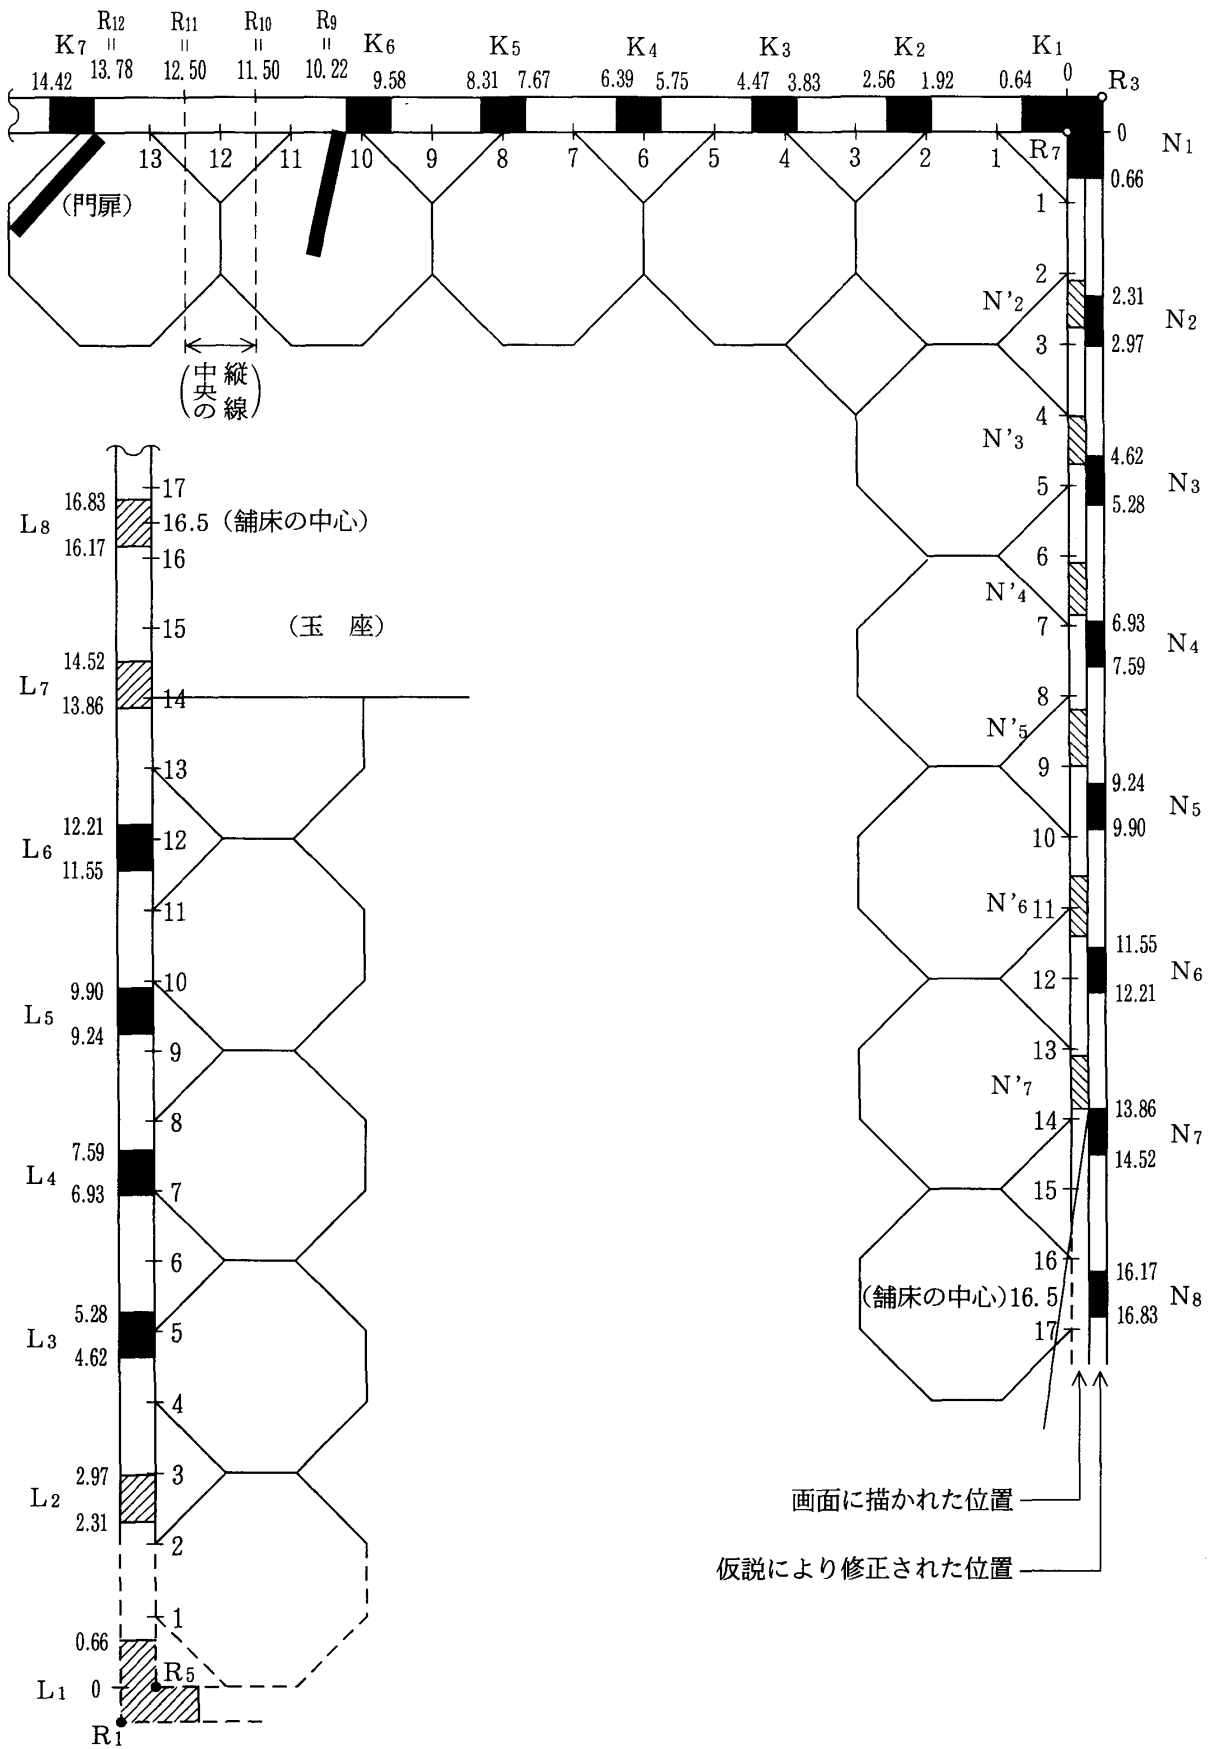 R12 R11 R10 R9
K7 = = = = K6 K5 K4 K3 K2 K1
14.42 13.78 12.50 11.50 10.22 9.58 8.31 7.67 6.39 5.75 4.47 3.83 2.56 1.92 0.64 0 R3
13 12 11 10 9 8 7 6 5 4 3 2 1 R7 0 N1
(門扉)
(中央の縦線)
0.66
1
2
N'2 2.31 N2
3 2.97
4
N'3 4.62 N3
5 5.28
6
N'4 6.93 N4
7 7.59
8
N'5
9 9.24 N5
10 9.90
N'6 11
11.55 N6
12 12.21
13
N'7
14 13.86 N7
14.52
15
16 16.17
(舗床の中心)16.5 N8
17 16.83
画面に描かれた位置
仮説により修正された位置
17
16.83
L8 16.5 (舗床の中心)
16.17 16
15 (玉 座)
14.52
L7
13.86 14
13
12.21 12
L6
11.55
11
10
9.90
L5
9.24
9
8
7.59
L4
6.93 7
6
5.28
L3 5
4.62
4
2.97 3
L2
2.31 2
1
0.66
R5
L1 0
R1